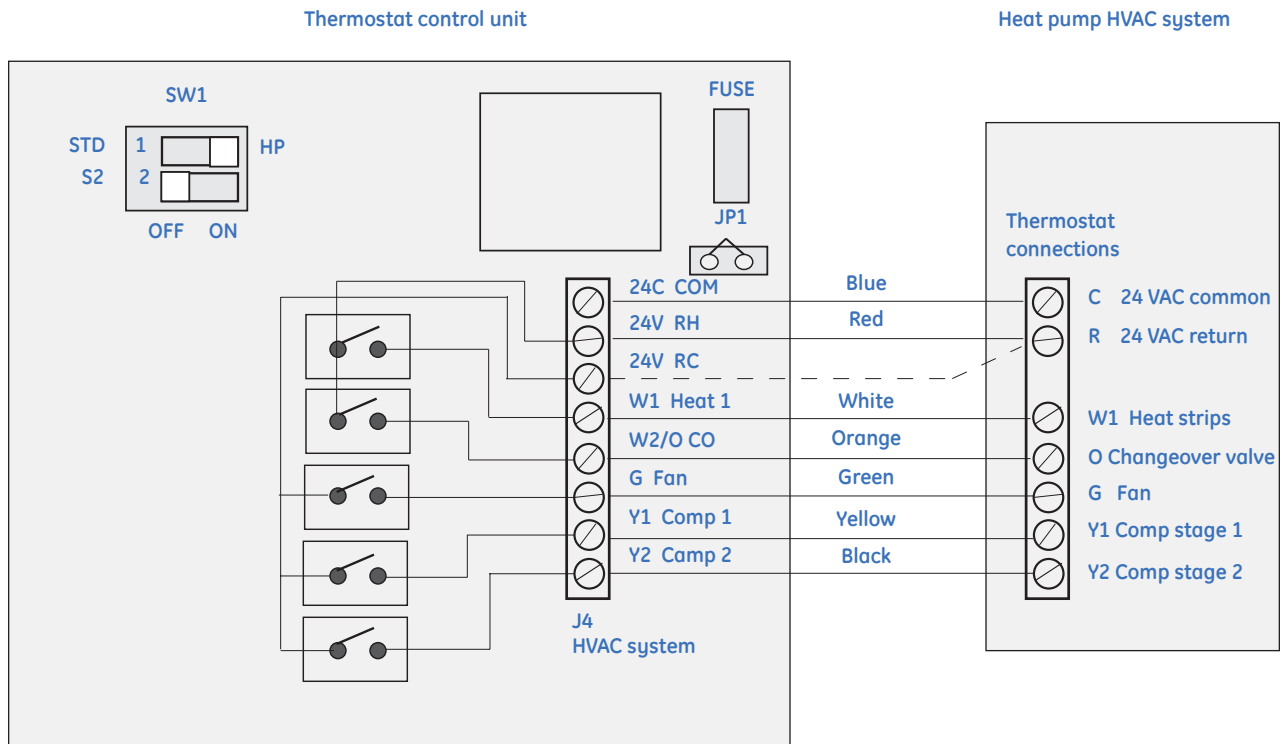 Thermostat control unit
Heat pump HVAC system
SW1
STD 1 HP
S2 2
OFF ON
FUSE
JP1
24C COM
24V RH
24V RC
W1 Heat 1
W2/O CO
G Fan
Y1 Comp 1
Y2 Camp 2
J4
HVAC system
Blue
Red
White
Orange
Green
Yellow
Black
Thermostat
connections
C 24 VAC common
R 24 VAC return
W1 Heat strips
O Changeover valve
G Fan
Y1 Comp stage 1
Y2 Comp stage 2